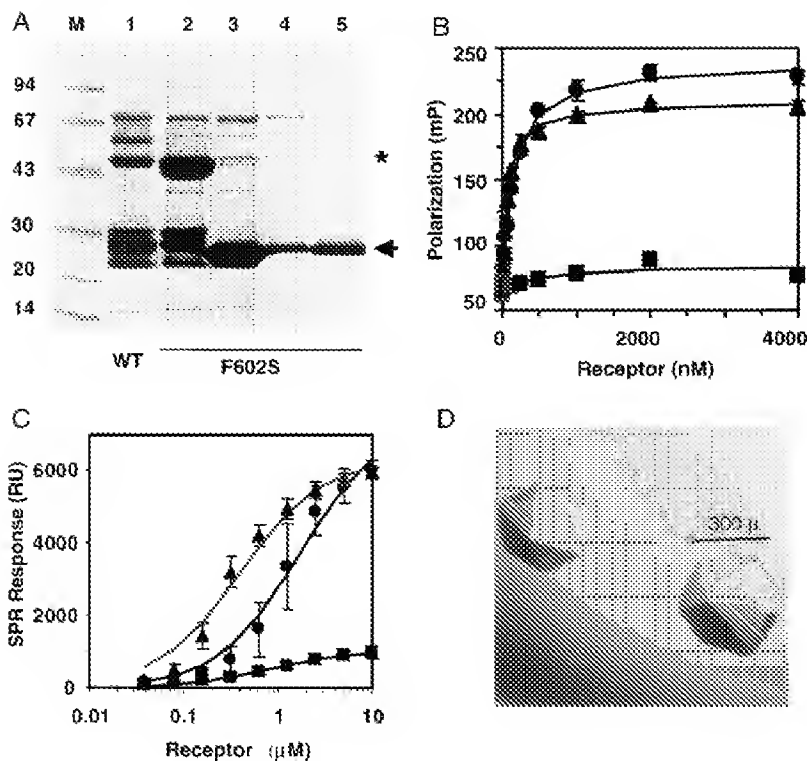 A
M 1 2 3 4 5
94
67
43
*
30
20
14
WT
F602S
B
Polarization (mP)
250
200
150
100
50
0 2000 4000
Receptor (nM)
C
SPR Response (RU)
6000
4000
2000
0
0.01 0.1 1 10
Receptor (μM)
D
300 μ